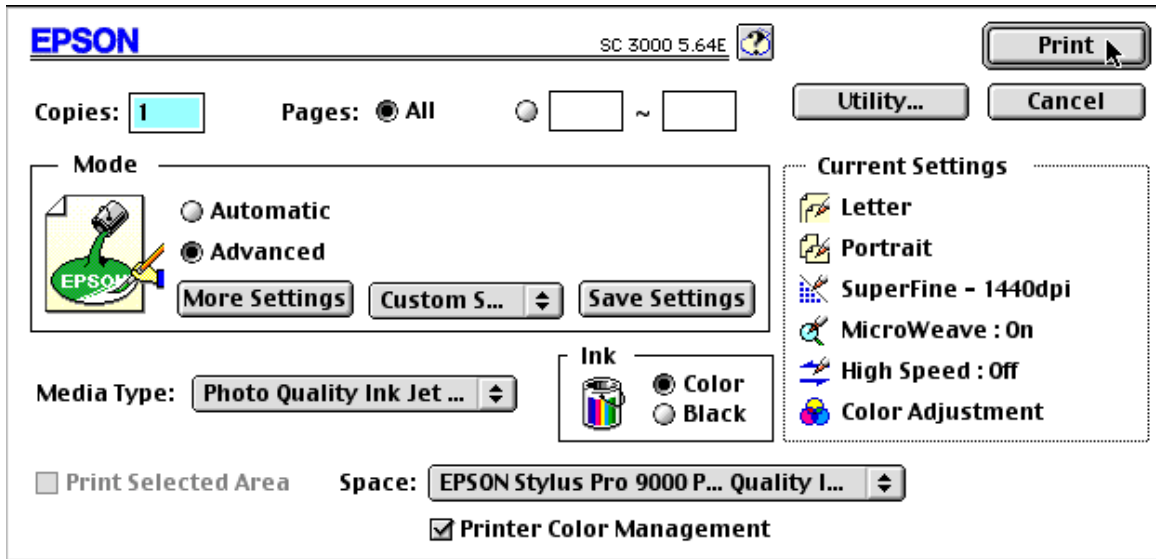 EPSON SC 3000 5.64E Print
Copies: 1 Pages: All ~ Utility... Cancel
Mode
Automatic
Advanced
EPSON
More Settings Custom S... Save Settings
Current Settings
Letter
Portrait
SuperFine - 1440dpi
MicroWeave : On
High Speed : Off
Color Adjustment
Media Type: Photo Quality Ink Jet ...
Ink
Color
Black
Print Selected Area Space: EPSON Stylus Pro 9000 P... Quality I...
Printer Color Management